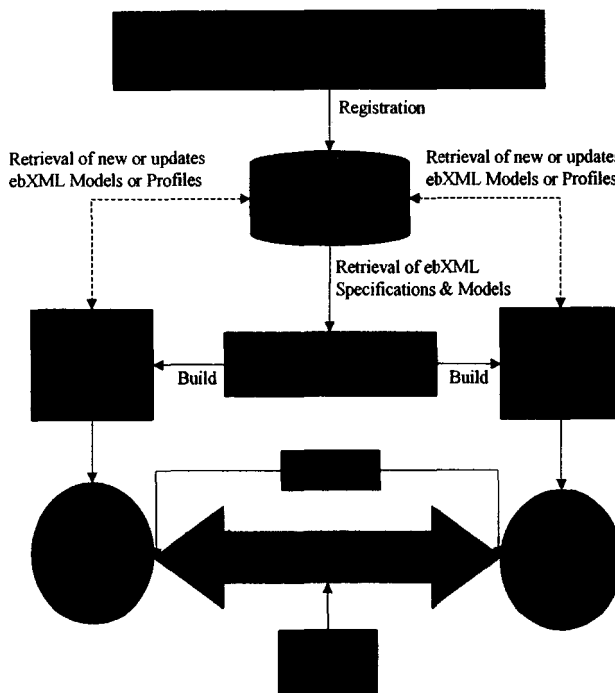 Registration
Retrieval of new or updates
ebXML Models or Profiles
Retrieval of new or updates
ebXML Models or Profiles
Retrieval of ebXML
Specifications & Models
Build
Build